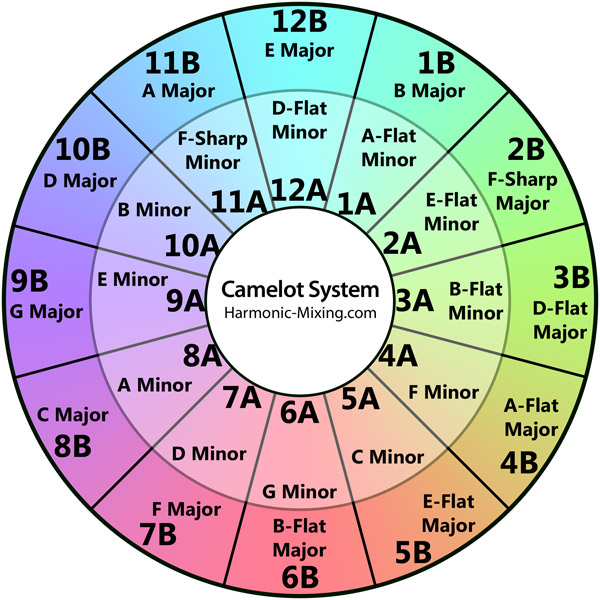 12B
E Major
1B
B Major
2B
F-Sharp
Major
3B
D-Flat
Major
A-Flat
Major
4B
E-Flat
Major
5B
B-Flat
Major
6B
F Major
7B
C Major
8B
9B
G Major
10B
D Major
11B
A Major
D-Flat
Minor
12A
A-Flat
Minor
1A
E-Flat
Minor
2A
B-Flat
Minor
3A
4A
F Minor
5A
C Minor
6A
G Minor
7A
D Minor
8A
A Minor
E Minor
9A
B Minor
10A
F-Sharp
Minor
11A
Camelot System
Harmonic-Mixing.com